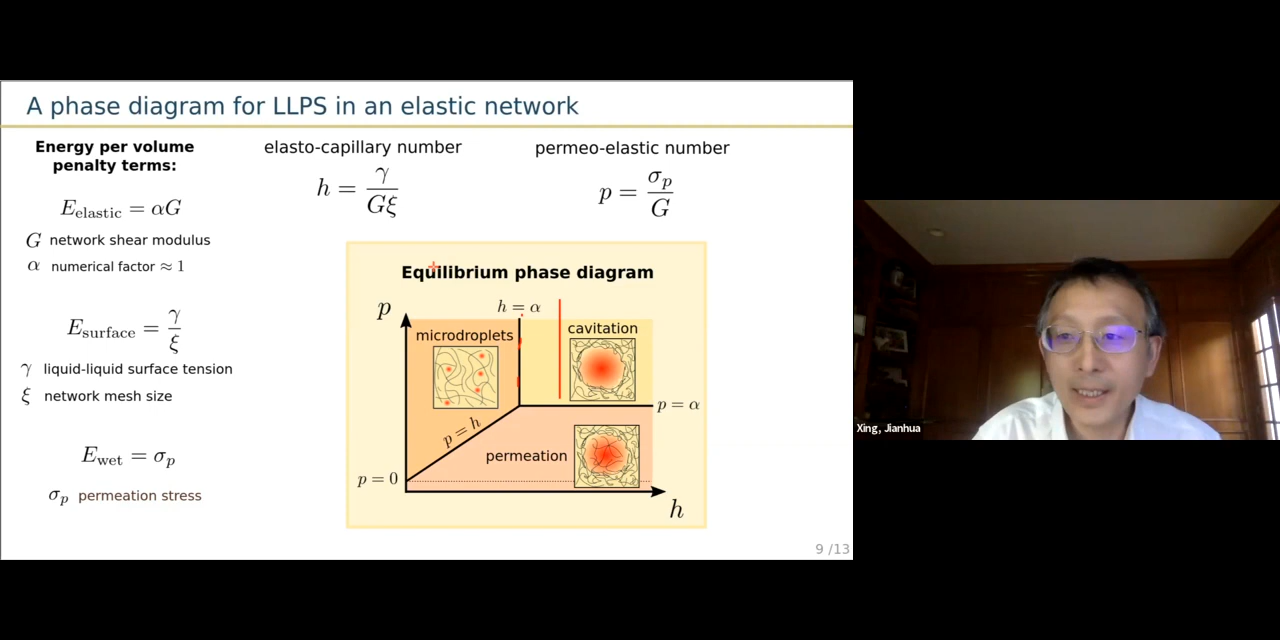 A phase diagram for LLPS in an elastic network
Energy per volume
penalty terms:
E_elastic = αG
G network shear modulus
α numerical factor ≈ 1
E_surface = γ/ξ
γ liquid-liquid surface tension
ξ network mesh size
E_wet = σ_p
σ_p permeation stress
elasto-capillary number
h = γ/Gξ
permeo-elastic number
p = σ_p/G
Equilibrium phase diagram
p
h = α
microdroplets
cavitation
p = α
p = h
permeation
p = 0
h
9 /13
Xing, Jianhua